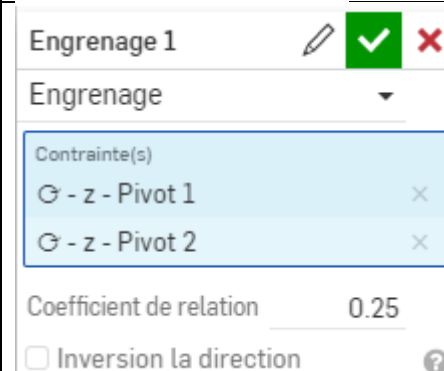 Engrenage 1
Engrenage
Contrainte(s)
- z - Pivot 1
- z - Pivot 2
Coefficient de relation 0.25
Inversion la direction